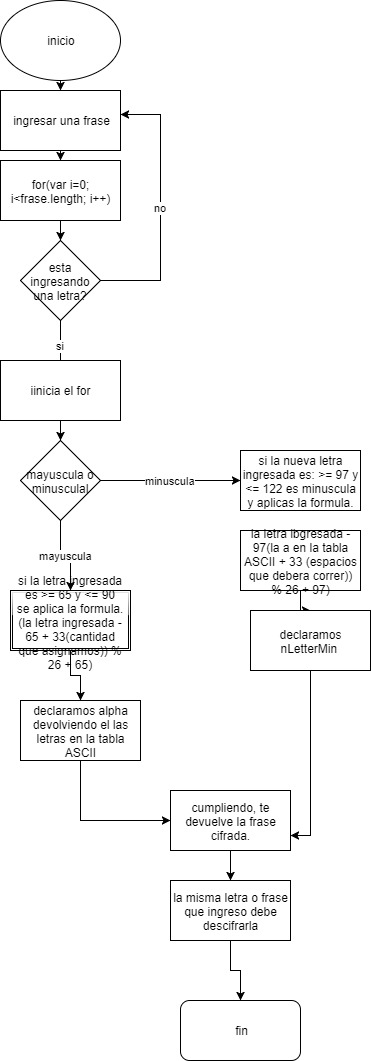 inicio
ingresar una frase
for(var i=0;
i<frase.length; i++)
no
esta
ingresando
una letra?
si
iinicia el for
mayuscula o
minuscula!
minuscula
si la nueva letra
ingresada es: >= 97 y
<= 122 es minuscula
y aplicas la formula.
mayuscula
la letra ibgresada -
97(la a en la tabla
ASCII + 33 (espacios
que debera correr))
% 26 + 97)
si la letra ingresada
es >= 65 y <= 90
se aplica la formula.
(la letra ingresada -
65 + 33(cantidad
que asignamos)) %
26 + 65)
declaramos
nLetterMin
declaramos alpha
devolviendo el las
letras en la tabla
ASCII
cumpliendo, te
devuelve la frase
cifrada.
la misma letra o frase
que ingreso debe
descifrarla
fin